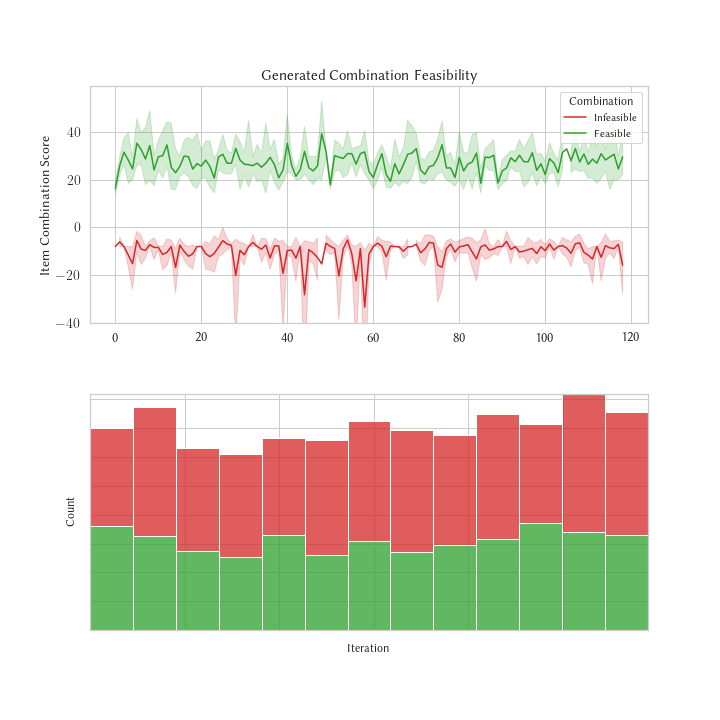 Generated Combination Feasibility
Combination
Infeasible
Feasible
Item Combination Score
40
20
0
−20
−40
0
20
40
60
80
100
120
Count
Iteration